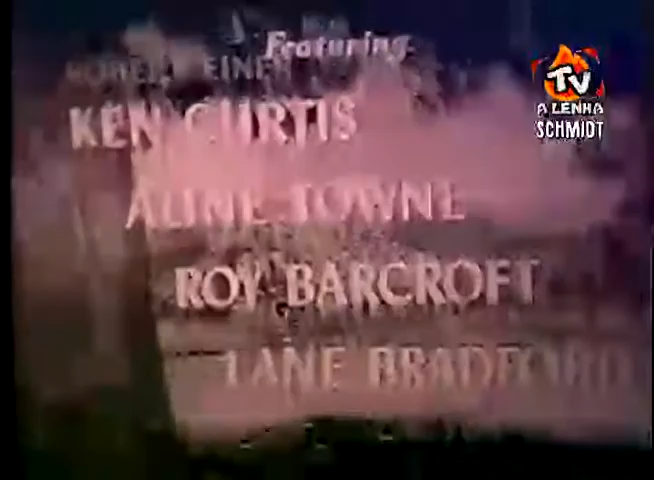 Featuring
KEN CURTIS
ALINE TOWNE
ROY BARCROFT
LANE BRADFORD
TV
A LENHA
SCHMIDT